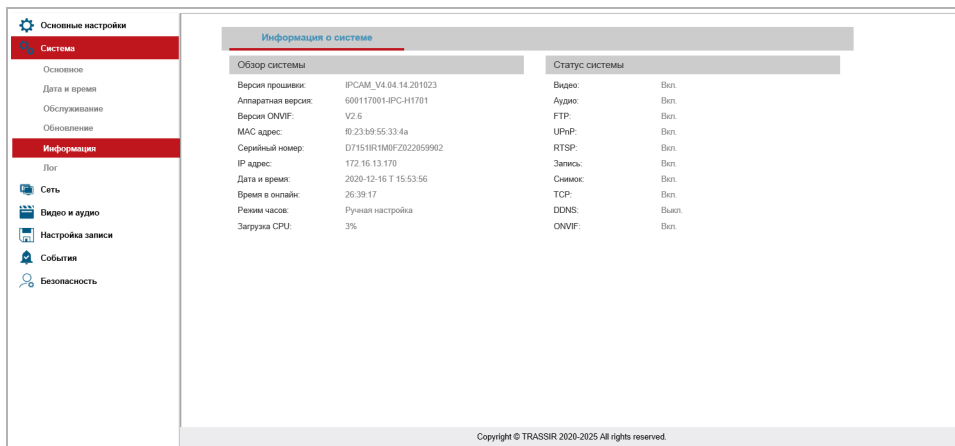 Основные настройки
Система
Основное
Дата и время
Обслуживание
Обновление
Информация
Лог
Сеть
Видео и аудио
Настройка записи
События
Безопасность
Информация о системе
Обзор системы
Версия прошивки: IPCAM_V4.04.14.201023
Аппаратная версия: 600117001-IPC-H1701
Версия ONVIF: V2.6
MAC адрес: f0:23:b9:55:33:4a
Серийный номер: D7151IR1M0FZ022059902
IP адрес: 172.16.13.170
Дата и время: 2020-12-16 T 15:53:56
Время в онлайн: 26:39:17
Режим часов: Ручная настройка
Загрузка CPU: 3%
Статус системы
Видео: Вкл.
Аудио: Вкл.
FTP: Вкл.
UPnP: Вкл.
RTSP: Вкл.
Запись: Вкл.
Снимок: Вкл.
TCP: Вкл.
DDNS: Выкл.
ONVIF: Вкл.
Copyright © TRASSIR 2020-2025 All rights reserved.